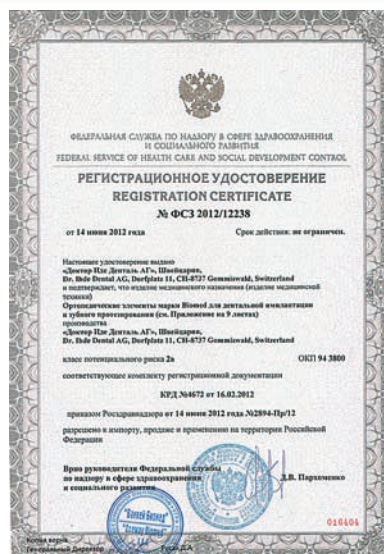 ФЕДЕРАЛЬНАЯ СЛУЖБА ПО НАДЗОРУ В СФЕРЕ ЗДРАВООХРАНЕНИЯ
И СОЦИАЛЬНОГО РАЗВИТИЯ
FEDERAL SERVICE OF HEALTH CARE AND SOCIAL DEVELOPMENT CONTROL
РЕГИСТРАЦИОННОЕ УДОСТОВЕРЕНИЕ
REGISTRATION CERTIFICATE
№ ФСЗ 2012/12238
от 14 июня 2012 года Срок действия: не ограничен.
Настоящее удостоверение выдано
«Доктор Иде Денталь АГ», Швейцария,
Dr. Ihde Dental AG, Dorfplatz 11, CH-8737 Gommiswald, Switzerland
и подтверждает, что изделие медицинского назначения (изделие медицинской
техники)
Ортопедические элементы марки Biomed для дентальной имплантации
и зубного протезирования (см. Приложение на 9 листах)
производства
«Доктор Иде Денталь АГ», Швейцария,
Dr. Ihde Dental AG, Dorfplatz 11, CH-8737 Gommiswald, Switzerland
класс потенциального риска 2а ОКП 94 3800
соответствующее комплекту регистрационной документации
КРД №4672 от 16.02.2012
приказом Росздравнадзора от 14 июня 2012 года №2894-Пр/12
разрешено к импорту, продаже и применению на территории Российской
Федерации
Врио руководителя Федеральной службы
по надзору в сфере здравоохранения
и социального развития Д.В. Пархоменко
016404
Копия верна
Генеральный Директор